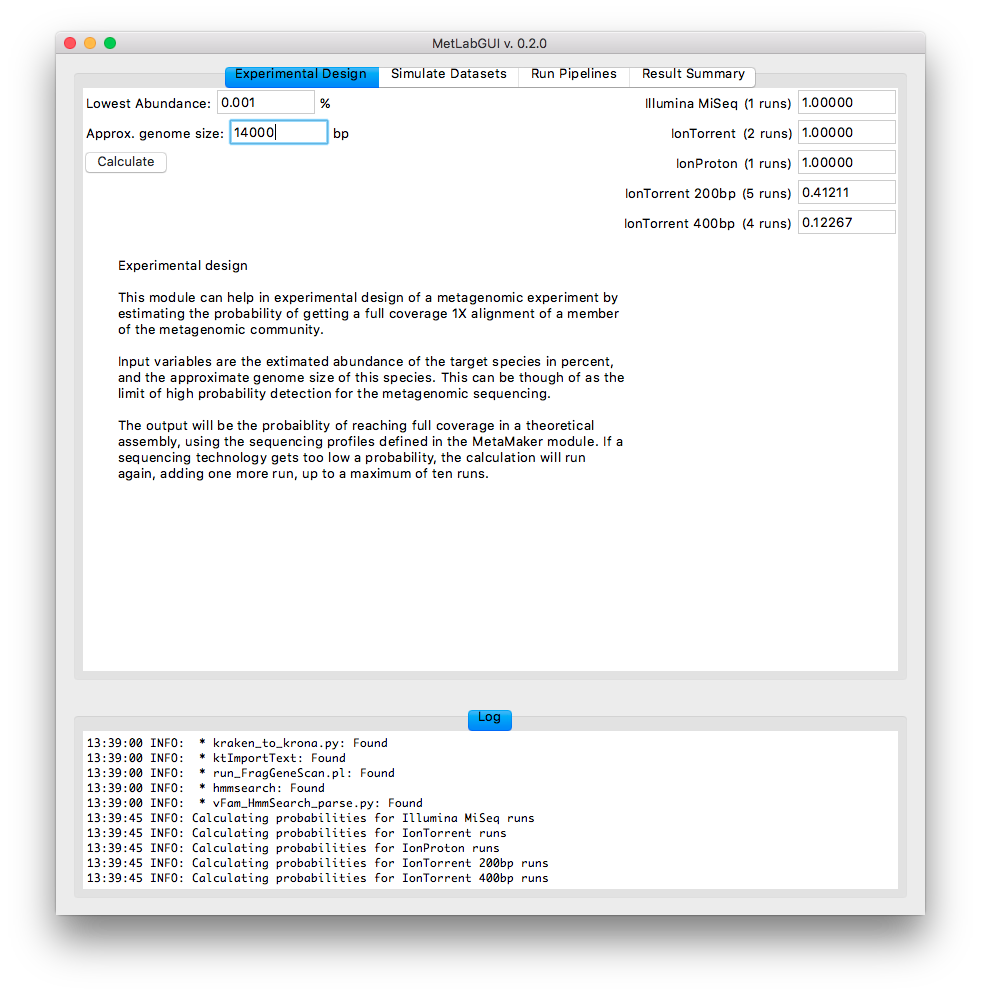 MetLabGUI v. 0.2.0
Experimental Design
Simulate Datasets
Run Pipelines
Result Summary
Lowest Abundance: 0.001 %
Approx. genome size: 14000 bp
Calculate
Illumina MiSeq (1 runs) 1.00000
IonTorrent (2 runs) 1.00000
IonProton (1 runs) 1.00000
IonTorrent 200bp (5 runs) 0.41211
IonTorrent 400bp (4 runs) 0.12267
Experimental design
This module can help in experimental design of a metagenomic experiment by
estimating the probability of getting a full coverage 1X alignment of a member
of the metagenomic community.
Input variables are the extimated abundance of the target species in percent,
and the approximate genome size of this species. This can be though of as the
limit of high probability detection for the metagenomic sequencing.
The output will be the probaiblity of reaching full coverage in a theoretical
assembly, using the sequencing profiles defined in the MetaMaker module. If a
sequencing technology gets too low a probability, the calculation will run
again, adding one more run, up to a maximum of ten runs.
Log
13:39:00 INFO:  * kraken_to_krona.py: Found
13:39:00 INFO:  * ktImportText: Found
13:39:00 INFO:  * run_FragGeneScan.pl: Found
13:39:00 INFO:  * hmmsearch: Found
13:39:00 INFO:  * vFam_HmmSearch_parse.py: Found
13:39:45 INFO: Calculating probabilities for Illumina MiSeq runs
13:39:45 INFO: Calculating probabilities for IonTorrent runs
13:39:45 INFO: Calculating probabilities for IonProton runs
13:39:45 INFO: Calculating probabilities for IonTorrent 200bp runs
13:39:45 INFO: Calculating probabilities for IonTorrent 400bp runs